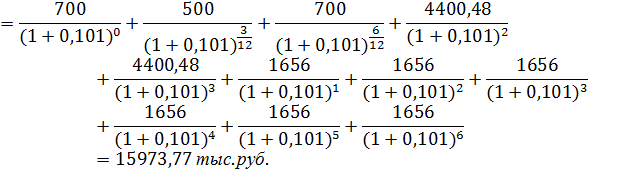 = 700/(1 + 0,101)^0 + 500/(1 + 0,101)^(3/12) + 700/(1 + 0,101)^(6/12) + 4400,48/(1 + 0,101)^2
+ 4400,48/(1 + 0,101)^3 + 1656/(1 + 0,101)^1 + 1656/(1 + 0,101)^2 + 1656/(1 + 0,101)^3
+ 1656/(1 + 0,101)^4 + 1656/(1 + 0,101)^5 + 1656/(1 + 0,101)^6
= 15973,77 тыс.руб.